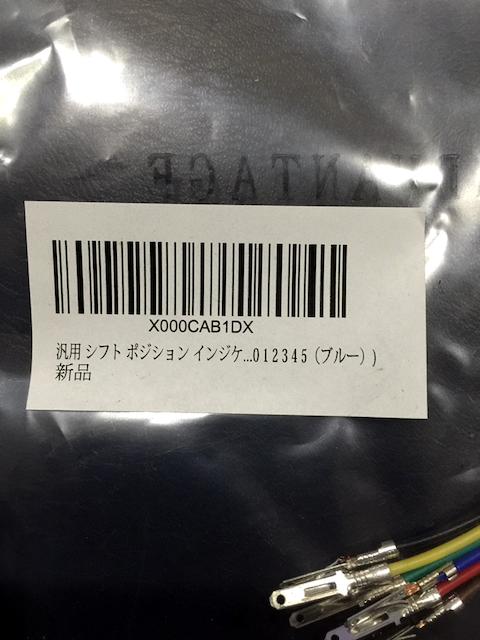 ADVANTAGE
X000CAB1DX
汎用 シフト ポジション インジケ...012345（ブルー）)
新品